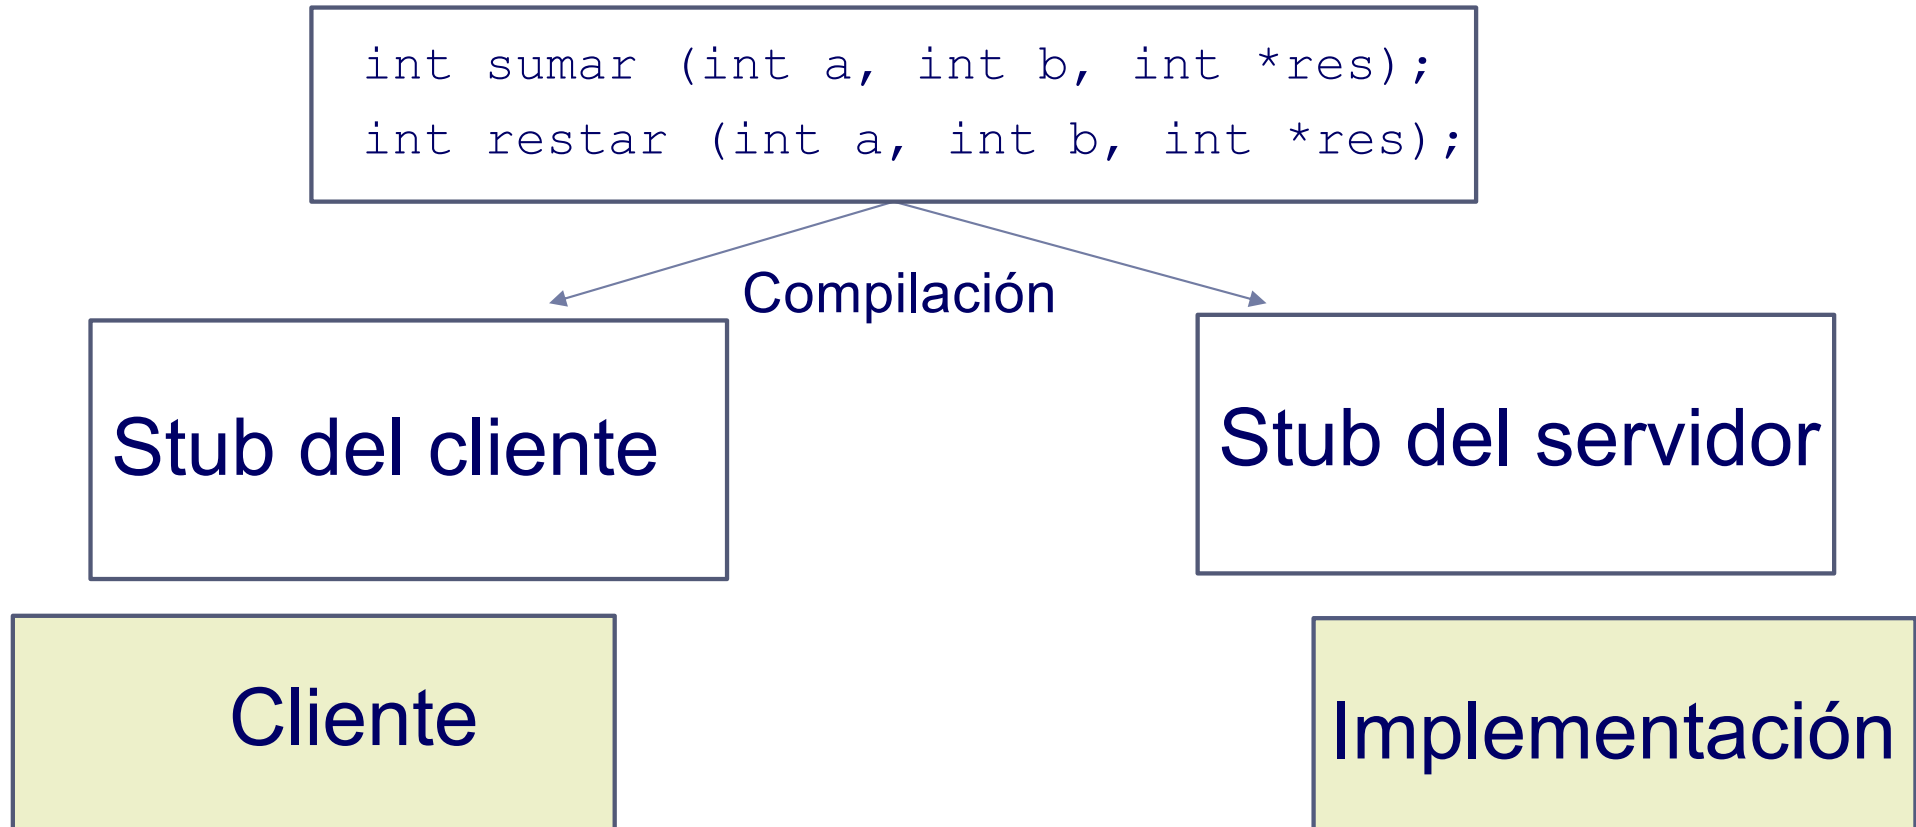 int sumar (int a, int b, int *res);
int restar (int a, int b, int *res);
Compilación
Stub del cliente
Stub del servidor
Cliente
Implementación